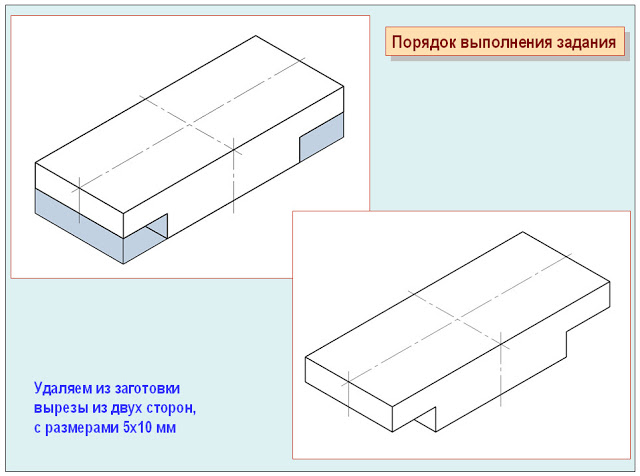 Порядок выполнения задания
Удаляем из заготовки
вырезы из двух сторон,
с размерами 5х10 мм